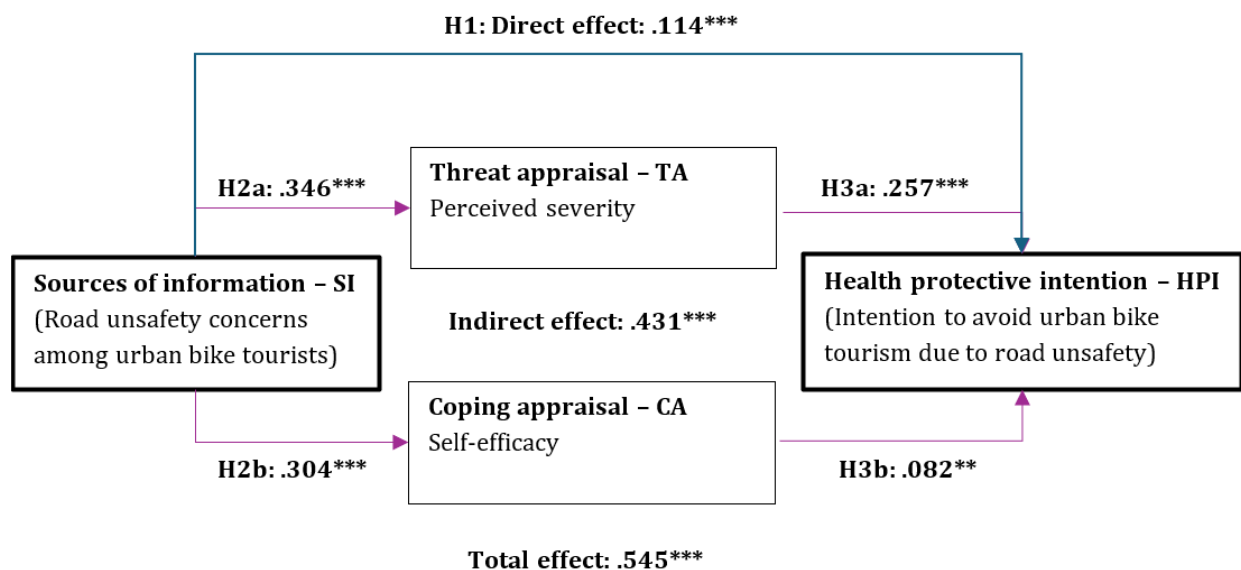 H1: Direct effect: .114***
H2a: .346***
Threat appraisal – TA
Perceived severity
H3a: .257***
Sources of information – SI
(Road unsafety concerns
among urban bike tourists)
Indirect effect: .431***
Health protective intention – HPI
(Intention to avoid urban bike
tourism due to road unsafety)
Coping appraisal – CA
Self-efficacy
H2b: .304***
H3b: .082**
Total effect: .545***